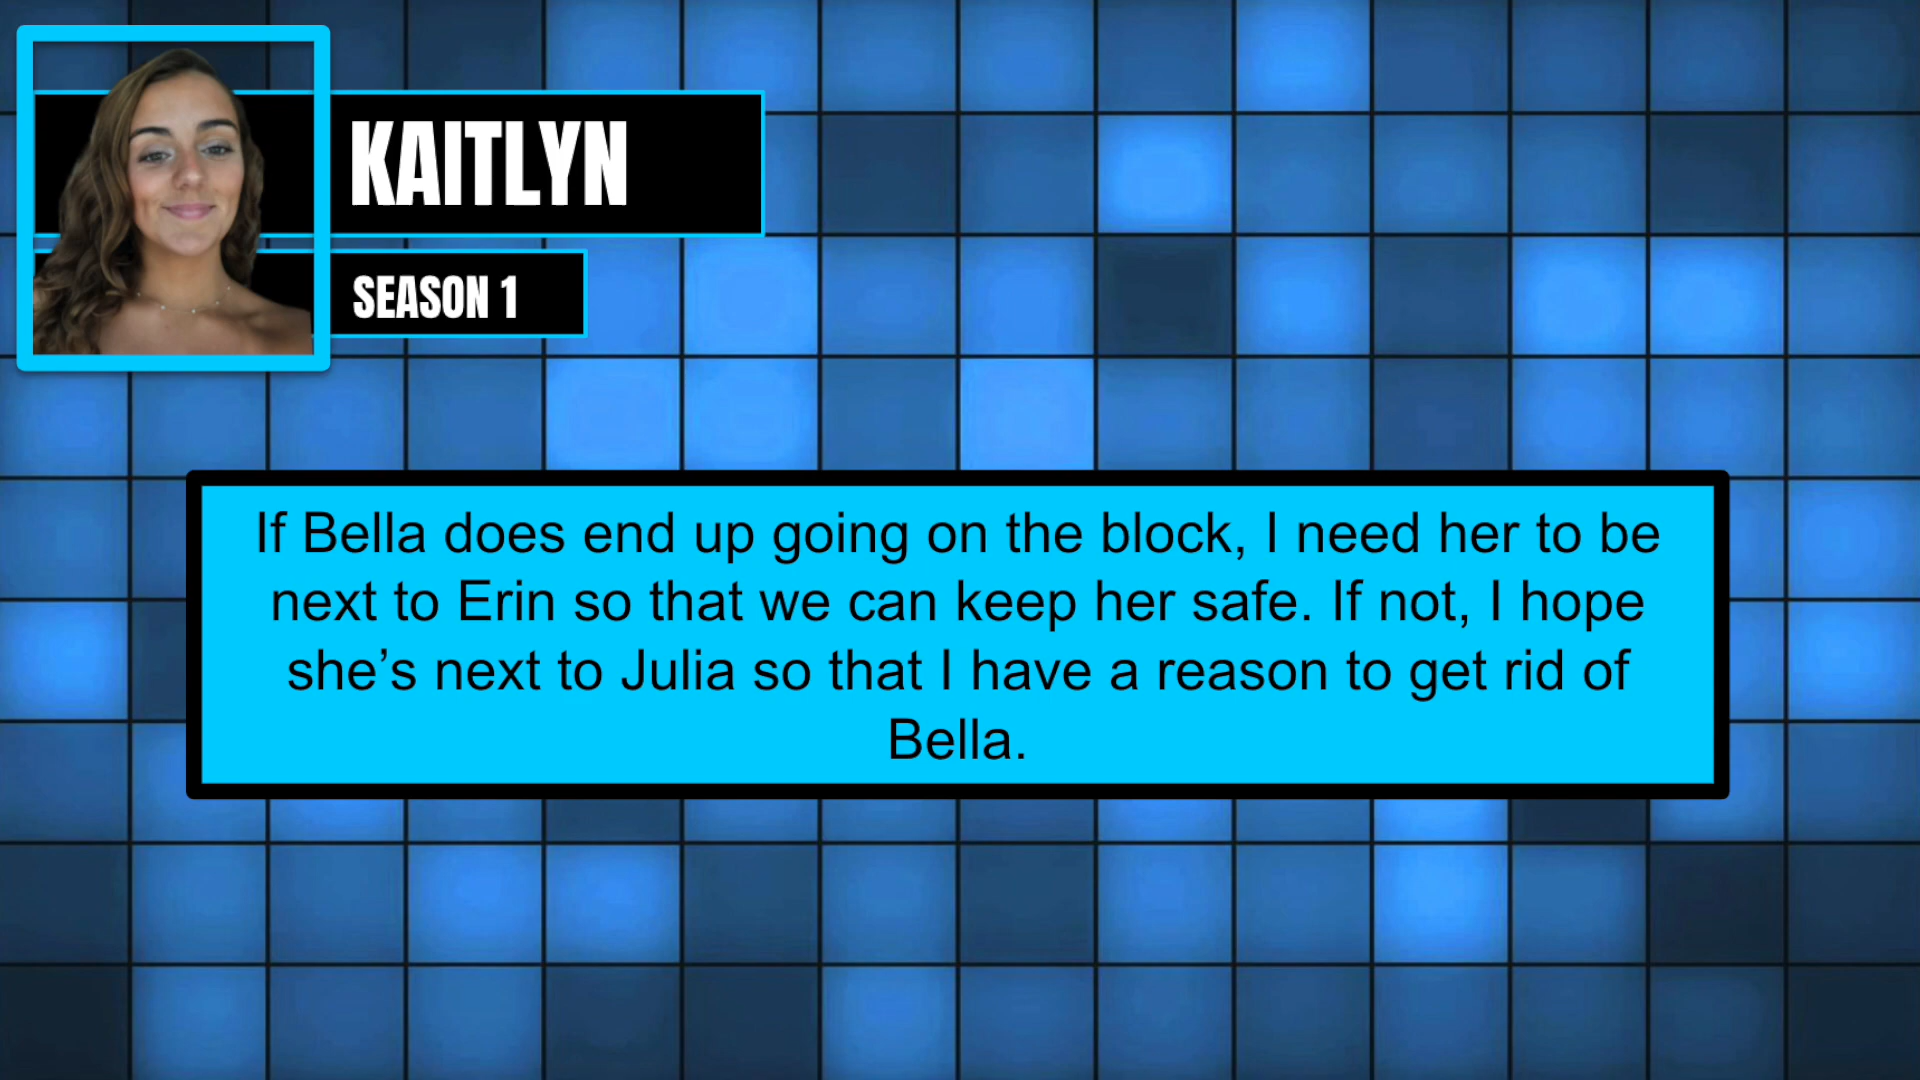 KAITLYN
SEASON 1
If Bella does end up going on the block, I need her to be
next to Erin so that we can keep her safe. If not, I hope
she’s next to Julia so that I have a reason to get rid of
Bella.